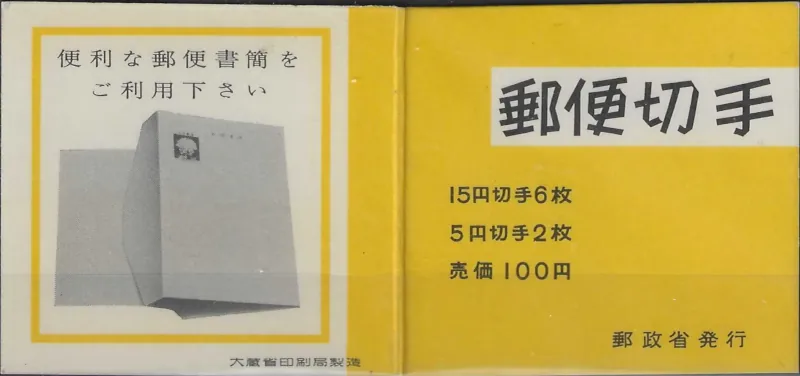 便利な郵便書簡を
ご利用下さい
大蔵省印刷局製造
郵便切手
15円切手6枚
5円切手2枚
売価100円
郵政省発行